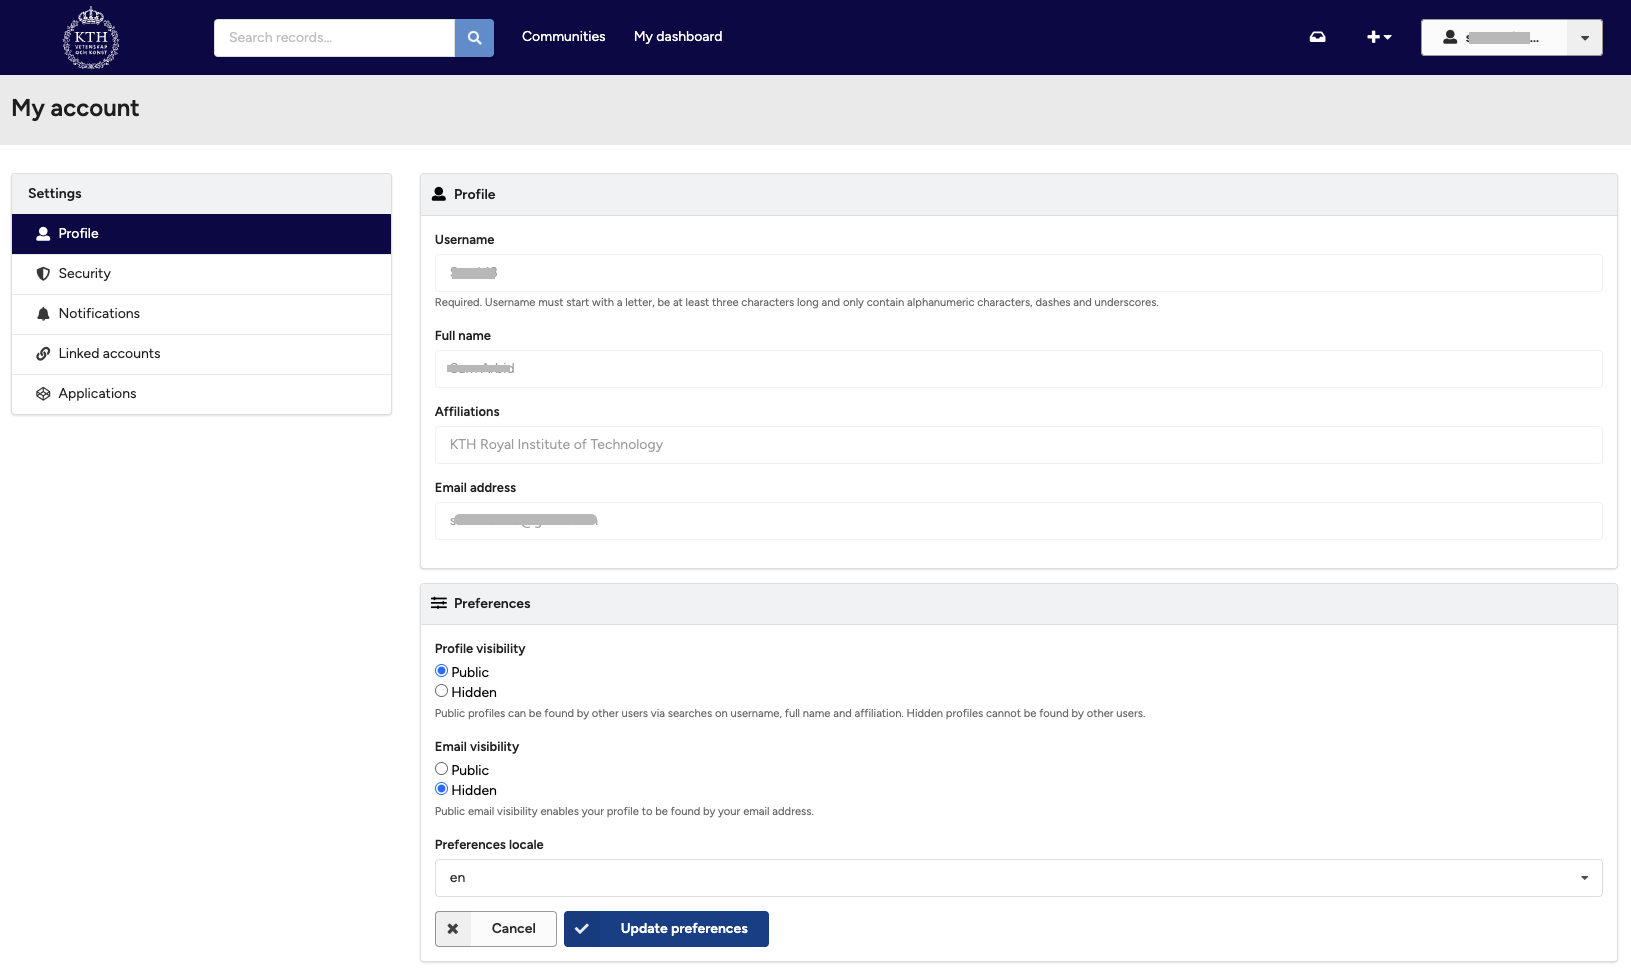 KTH
VETENSKAP
OCH KONST
Search records...
Communities
My dashboard
My account
Settings
Profile
Security
Notifications
Linked accounts
Applications
Profile
Username
Required. Username must start with a letter, be at least three characters long and only contain alphanumeric characters, dashes and underscores.
Full name
Affiliations
KTH Royal Institute of Technology
Email address
Preferences
Profile visibility
Public
Hidden
Public profiles can be found by other users via searches on username, full name and affiliation. Hidden profiles cannot be found by other users.
Email visibility
Public
Hidden
Public email visibility enables your profile to be found by your email address.
Preferences locale
en
Cancel
Update preferences